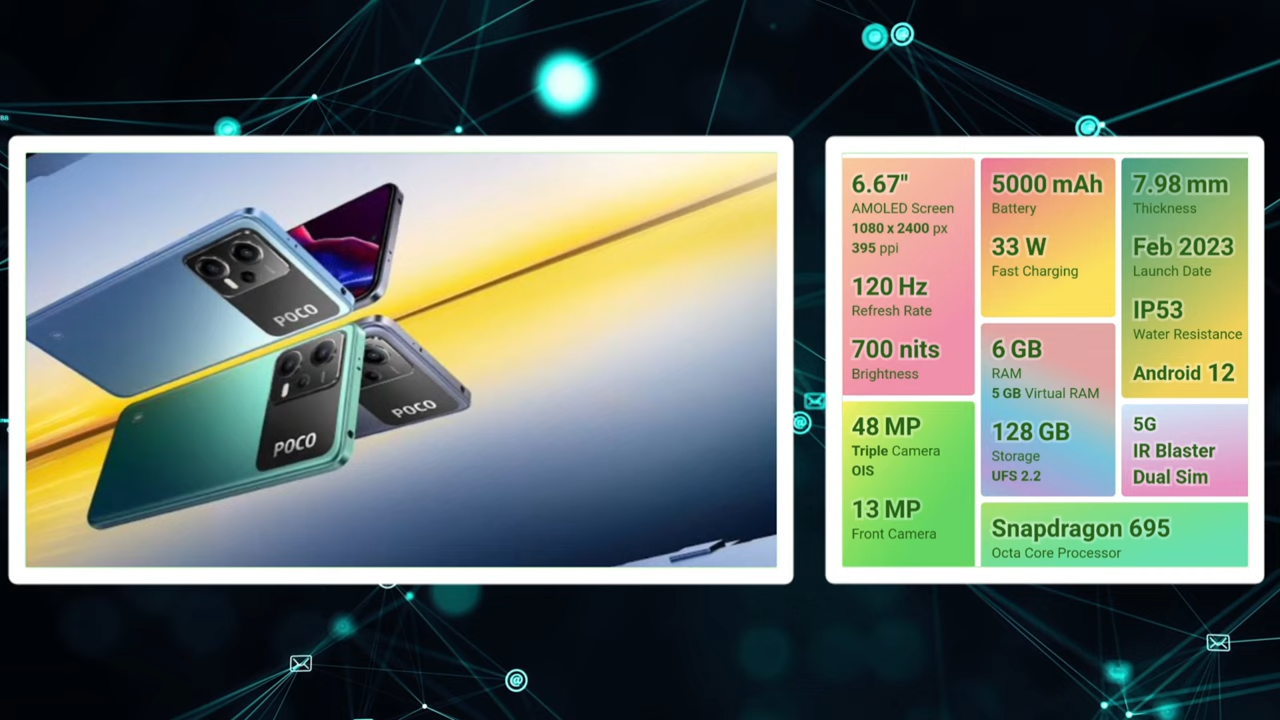 POCO
POCO
POCO
6.67"
AMOLED Screen
1080 x 2400 px
395 ppi
120 Hz
Refresh Rate
700 nits
Brightness
48 MP
Triple Camera
OIS
13 MP
Front Camera
5000 mAh
Battery
33 W
Fast Charging
6 GB
RAM
5 GB Virtual RAM
128 GB
Storage
UFS 2.2
7.98 mm
Thickness
Feb 2023
Launch Date
IP53
Water Resistance
Android 12
5G
IR Blaster
Dual Sim
Snapdragon 695
Octa Core Processor